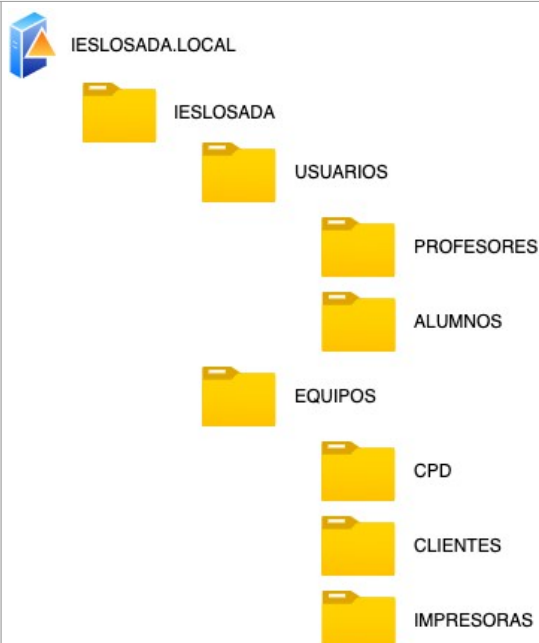 IESLOSADA.LOCAL
IESLOSADA
USUARIOS
PROFESORES
ALUMNOS
EQUIPOS
CPD
CLIENTES
IMPRESORAS